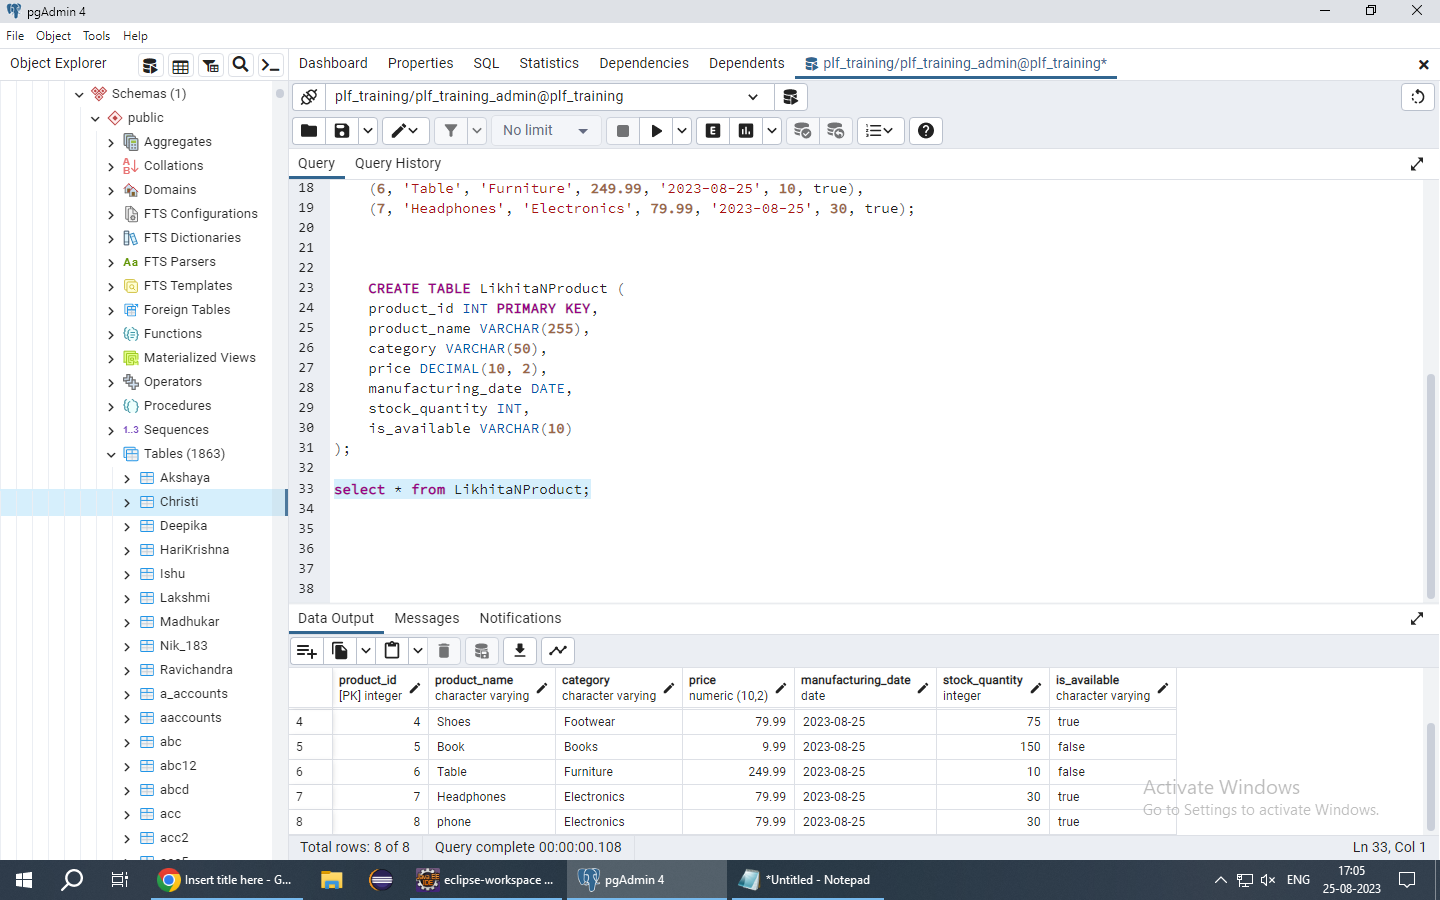 pgAdmin 4
File Object Tools Help
Object Explorer
Dashboard Properties SQL Statistics Dependencies Dependents plf_training/plf_training_admin@plf_training*
plf_training/plf_training_admin@plf_training
No limit
E
Query Query History
Schemas (1)
public
Aggregates
Collations
Domains
FTS Configurations
FTS Dictionaries
Aa FTS Parsers
FTS Templates
Foreign Tables
Functions
Materialized Views
Operators
Procedures
1..3 Sequences
Tables (1863)
Akshaya
Christi
Deepika
HariKrishna
Ishu
Lakshmi
Madhukar
Nik_183
Ravichandra
a_accounts
aaccounts
abc
abc12
abcd
acc
acc2
18 (6, 'Table', 'Furniture', 249.99, '2023-08-25', 10, true),
19 (7, 'Headphones', 'Electronics', 79.99, '2023-08-25', 30, true);
20
21
22
23 CREATE TABLE LikhitaNProduct (
24 product_id INT PRIMARY KEY,
25 product_name VARCHAR(255),
26 category VARCHAR(50),
27 price DECIMAL(10, 2),
28 manufacturing_date DATE,
29 stock_quantity INT,
30 is_available VARCHAR(10)
31 );
32
33 select * from LikhitaNProduct;
34
35
36
37
38
Data Output Messages Notifications
product_id product_name category price manufacturing_date stock_quantity is_available
[PK] integer character varying character varying numeric (10,2) date integer character varying
4 4 Shoes Footwear 79.99 2023-08-25 75 true
5 5 Book Books 9.99 2023-08-25 150 false
6 6 Table Furniture 249.99 2023-08-25 10 false
7 7 Headphones Electronics 79.99 2023-08-25 30 true
8 8 phone Electronics 79.99 2023-08-25 30 true
Activate Windows
Go to Settings to activate Windows.
Total rows: 8 of 8 Query complete 00:00:00.108 Ln 33, Col 1
Insert title here - G... eclipse-workspace ... pgAdmin 4 *Untitled - Notepad ENG 17:05
25-08-2023